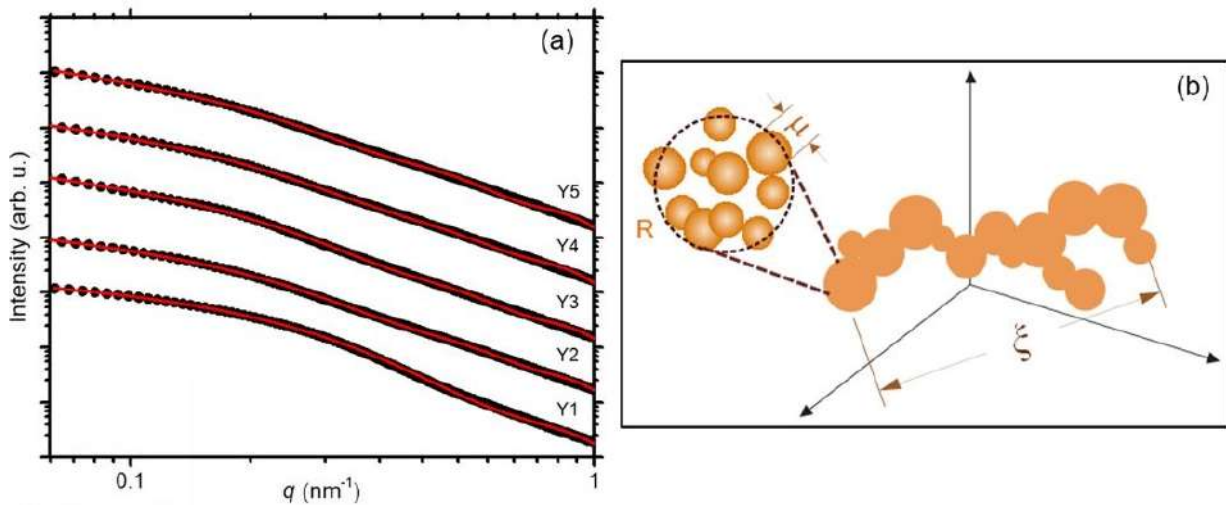 (a)
Intensity (arb. u.)
Y5
Y4
Y3
Y2
Y1
0.1
1
q (nm⁻¹)
(b)
μ
R
ξ